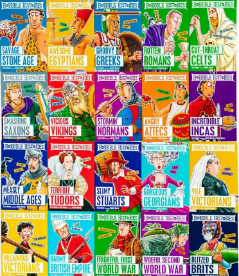 HORRIBLE HISTORIES HORRIBLE HISTORIES HORRIBLE HISTORIES HORRIBLE HISTORIES HORRIBLE HISTORIES
SAVAGE STONE AGE
AWESOME EGYPTIANS
GROOVY GREEKS
ROTTEN ROMANS
CUT-THROAT CELTS
HORRIBLE HISTORIES HORRIBLE HISTORIES HORRIBLE HISTORIES HORRIBLE HISTORIES HORRIBLE HISTORIES
SMASHING SAXONS
VICIOUS VIKINGS
STORMIN' NORMANS
ANGRY AZTECS
INCREDIBLE INCAS
HORRIBLE HISTORIES HORRIBLE HISTORIES HORRIBLE HISTORIES HORRIBLE HISTORIES HORRIBLE HISTORIES
MEASLY MIDDLE AGES
TERRIBLE TUDORS
SLIMY STUARTS
GORGEOUS GEORGIANS
VILE VICTORIANS
HORRIBLE HISTORIES HORRIBLE HISTORIES HORRIBLE HISTORIES HORRIBLE HISTORIES HORRIBLE HISTORIES
VILLAINOUS VICTORIANS
BARMY BRITISH EMPIRE
FRIGHTFUL FIRST WORLD WAR
WOEFUL SECOND WORLD WAR
BLITZED BRITS